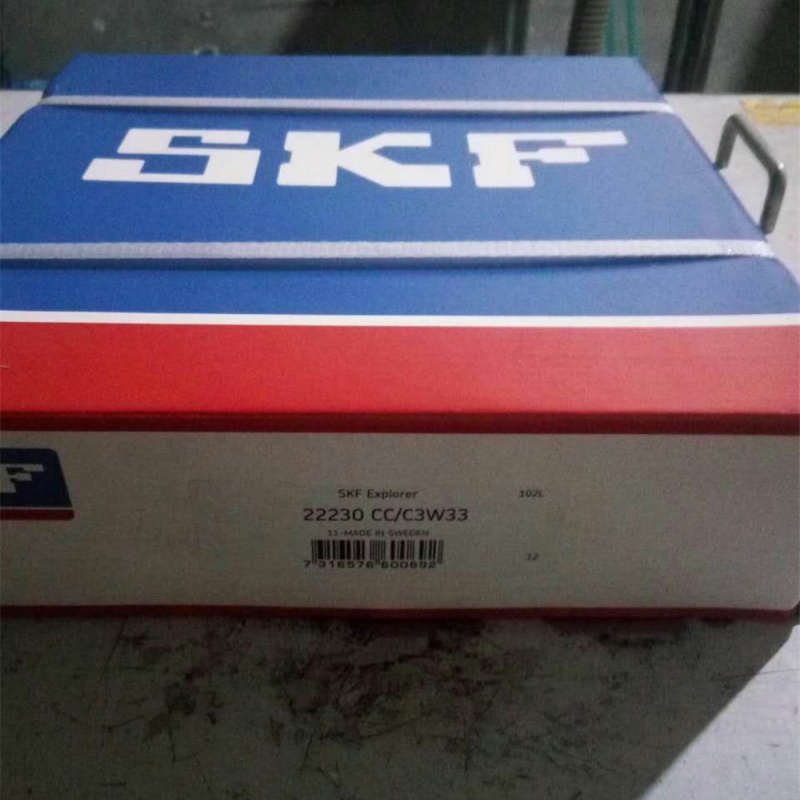 SKF
SKF Explorer
102L
22230 CC/C3W33
11-MADE IN SWEDEN
7 316576 600692
12